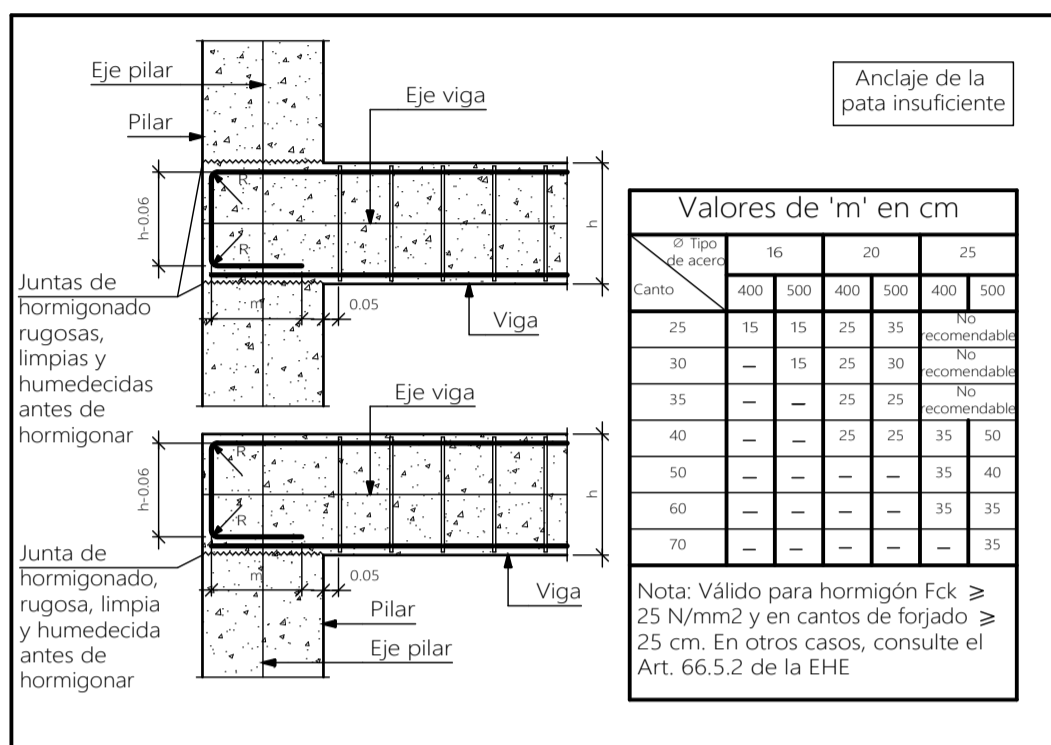 Eje pilar
Pilar
Eje viga
Anclaje de la
pata insuficiente
R
R
h-0.06
h
Juntas de
hormigonado
rugosas,
limpias y
humedecidas
antes de
hormigonar
m
0.05
Viga
Eje viga
R
R
h-0.06
h
Junta de
hormigonado,
rugosa, limpia
y humedecida
antes de
hormigonar
m
0.05
Viga
Pilar
Eje pilar
Valores de 'm' en cm
Ø Tipo de acero 16 20 25
Canto 400 500 400 500 400 500
25 15 15 25 35 No recomendable
30 — 15 25 30 No recomendable
35 — — 25 25 No recomendable
40 — — 25 25 35 50
50 — — — — 35 40
60 — — — — 35 35
70 — — — — — 35
Nota: Válido para hormigón Fck ⩾
25 N/mm2 y en cantos de forjado ⩾
25 cm. En otros casos, consulte el
Art. 66.5.2 de la EHE